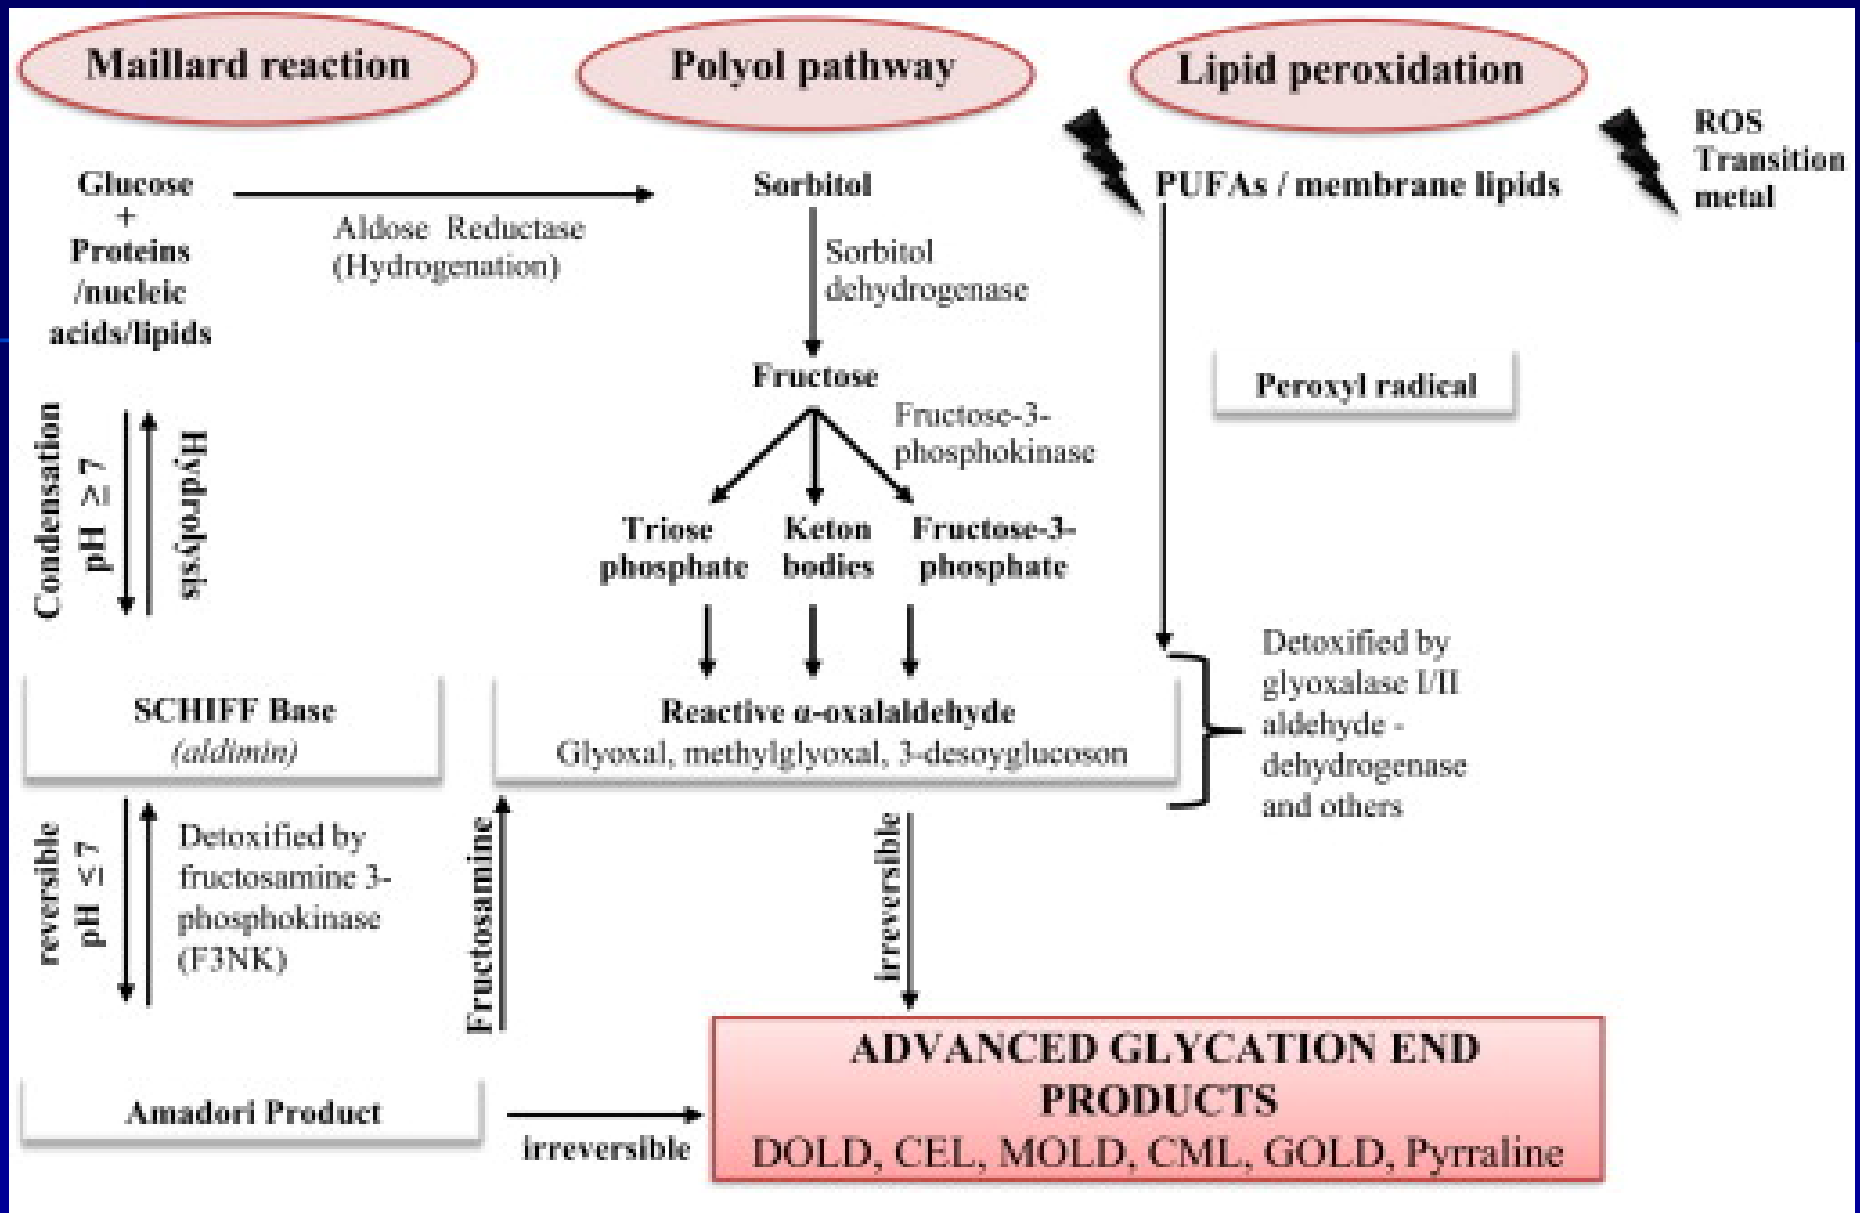 Maillard reaction
Polyol pathway
Lipid peroxidation
ROS
Transition
metal
Glucose
+
Proteins
/nucleic
acids/lipids
Aldose Reductase
(Hydrogenation)
Sorbitol
Sorbitol
dehydrogenase
PUFAs / membrane lipids
Fructose
Fructose-3-
phosphokinase
Peroxyl radical
Condensation
pH ≥ 7
Hydrolysis
Triose
phosphate
Keton
bodies
Fructose-3-
phosphate
SCHIFF Base
(aldimin)
Reactive α-oxalaldehyde
Glyoxal, methylglyoxal, 3-desoyglucoson
Detoxified by
glyoxalase I/II
aldehyde -
dehydrogenase
and others
reversible
pH ≤ 7
Detoxified by
fructosamine 3-
phosphokinase
(F3NK)
Fructosamine
irreversible
Amadori Product
irreversible
ADVANCED GLYCATION END
PRODUCTS
DOLD, CEL, MOLD, CML, GOLD, Pyrraline